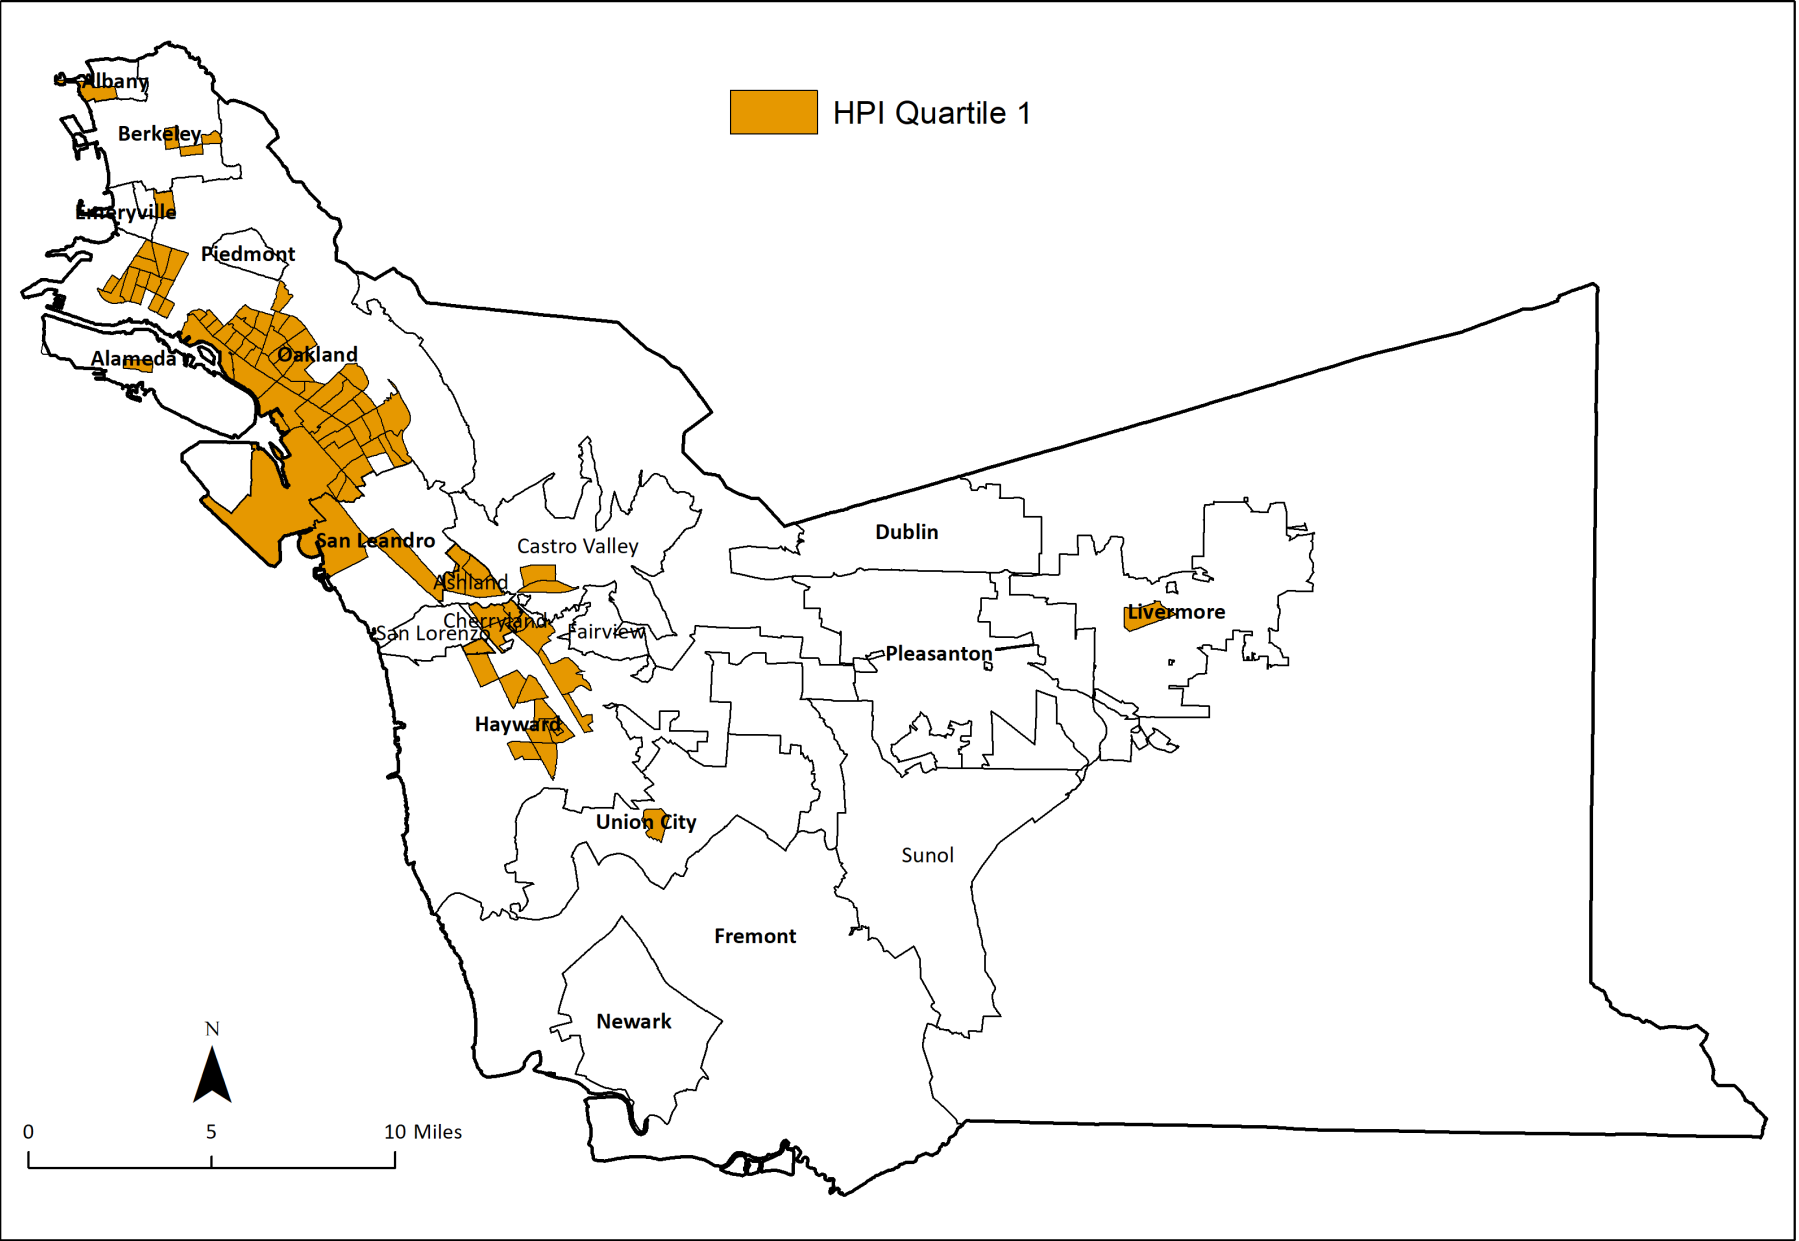 Albany
HPI Quartile 1
Berkeley
Emeryville
Piedmont
Oakland
Alameda
Dublin
San Leandro
Castro Valley
Ashland
Livermore
Cherryland
San Lorenzo
Fairview
Pleasanton
Hayward
Union City
Sunol
Fremont
Newark
N
0 5 10 Miles